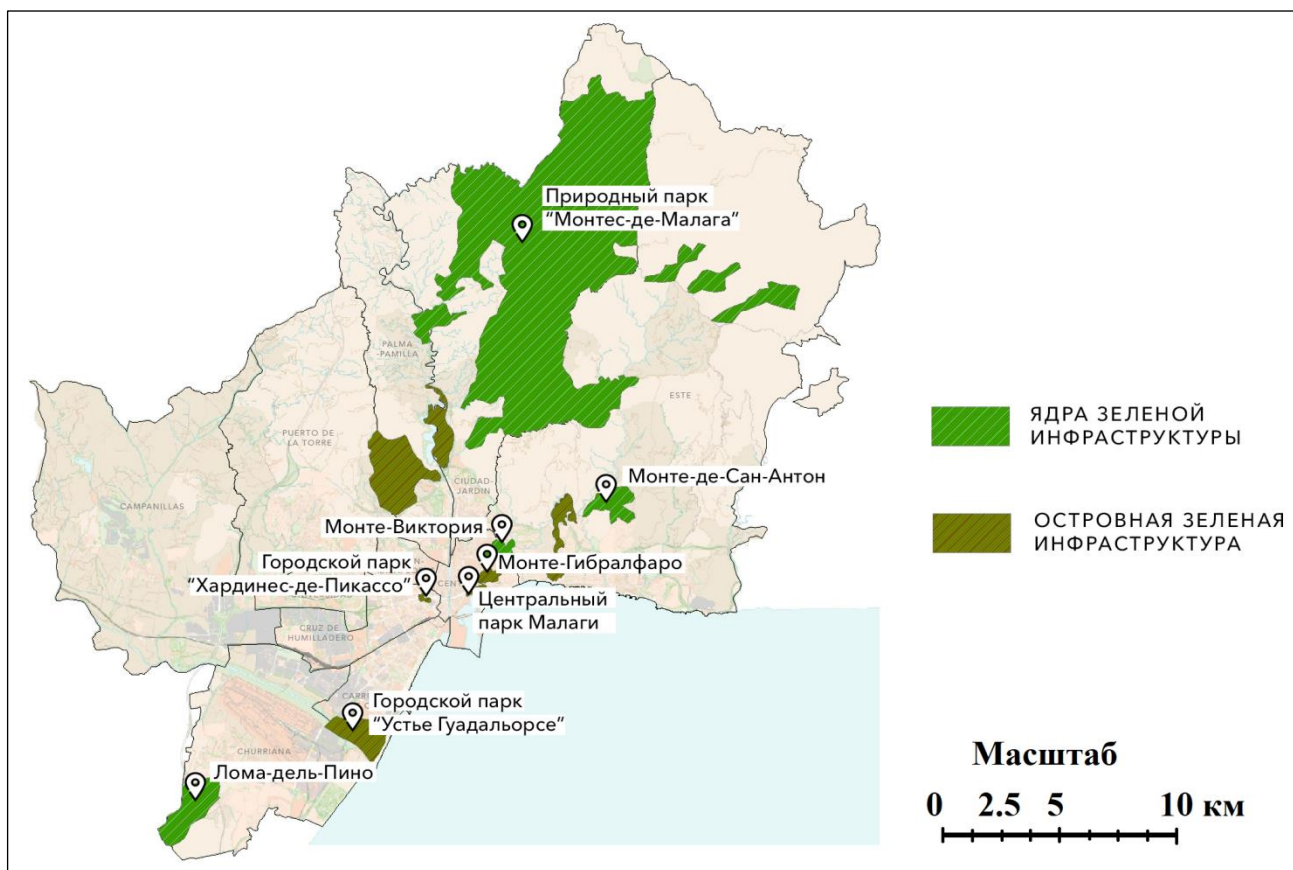 Природный парк
“Монтес-де-Малага”
PALMA
-PAMILLA
ESTE
PUERTO DE
LA TORRE
CIUDAD
JARDIN
CAMPANILLAS
Монте-де-Сан-Антон
Монте-Виктория
Монте-Гибралфаро
Городской парк
“Хардинес-де-Пикассо”
Центральный
парк Малаги
CRUZ DE
HUMILLADERO
Городской парк
“Устье Гуадальорсе”
CHURRIANA
Лома-дель-Пино
ЯДРА ЗЕЛЕНОЙ
ИНФРАСТРУКТУРЫ
ОСТРОВНАЯ ЗЕЛЕНАЯ
ИНФРАСТРУКТУРА
Масштаб
0 2.5 5 10 км